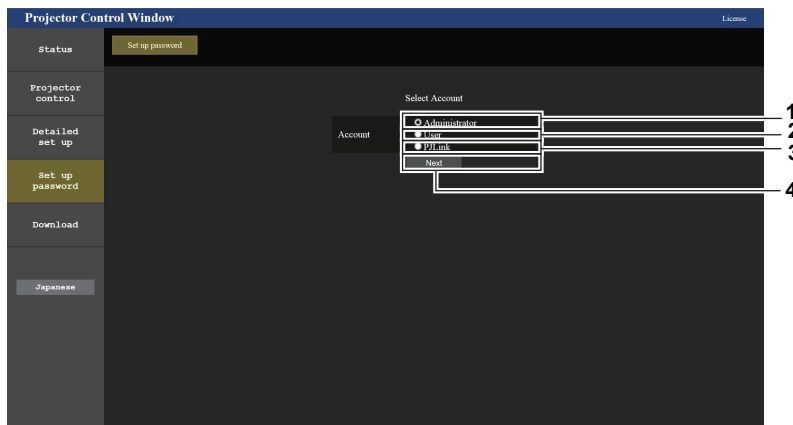 Projector Control Window
License
Status
Set up password
Projector
control
Select Account
1
Administrator
2
Detailed
set up
Account
User
PJLink
3
Next
Set up
password
4
Download
Japanese